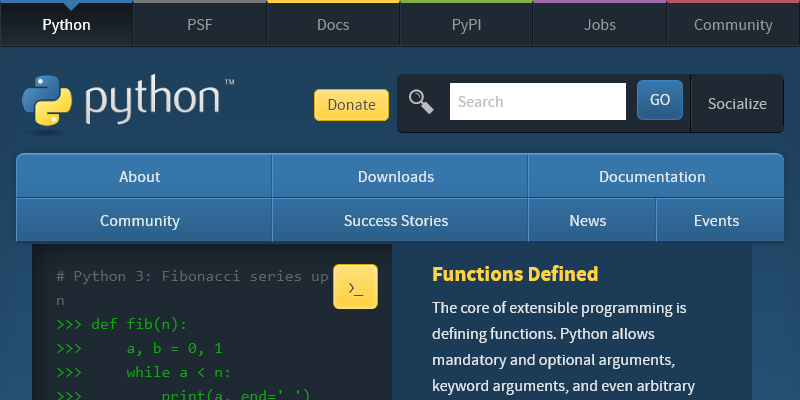 Python PSF Docs PyPI Jobs Community
python™
Donate Search GO Socialize
About Downloads Documentation
Community Success Stories News Events
# Python 3: Fibonacci series up
n
>_
>>> def fib(n):
>>>     a, b = 0, 1
>>>     while a < n:
>>>         print(a, end=' ')
Functions Defined
The core of extensible programming is
defining functions. Python allows
mandatory and optional arguments,
keyword arguments, and even arbitrary